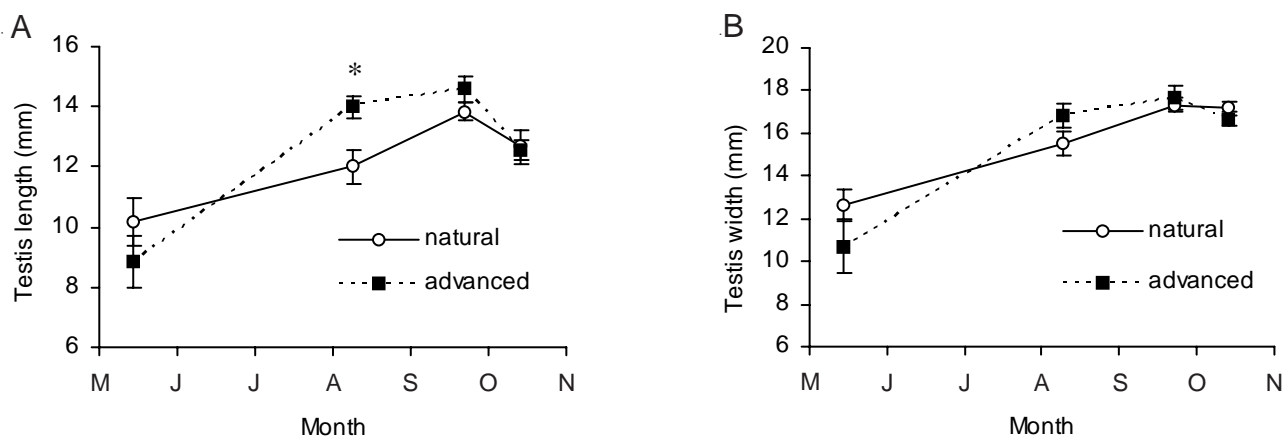 A
Testis length (mm)
16
14
12
10
8
6
*
natural
advanced
M J J A S O N
Month
B
Testis width (mm)
20
18
16
14
12
10
8
6
natural
advanced
M J J A S O N
Month